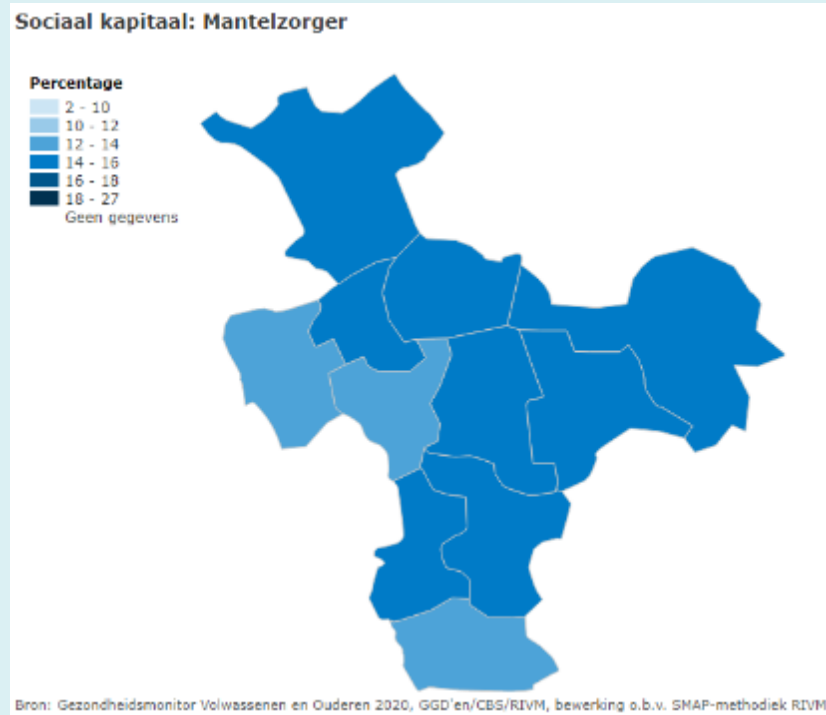 Sociaal kapitaal: Mantelzorger
Percentage
2 - 10
10 - 12
12 - 14
14 - 16
16 - 18
18 - 27
Geen gegevens
Bron: Gezondheidsmonitor Volwassenen en Ouderen 2020, GGD'en/CBS/RIVM, bewerking o.b.v. SMAP-methodiek RIVM